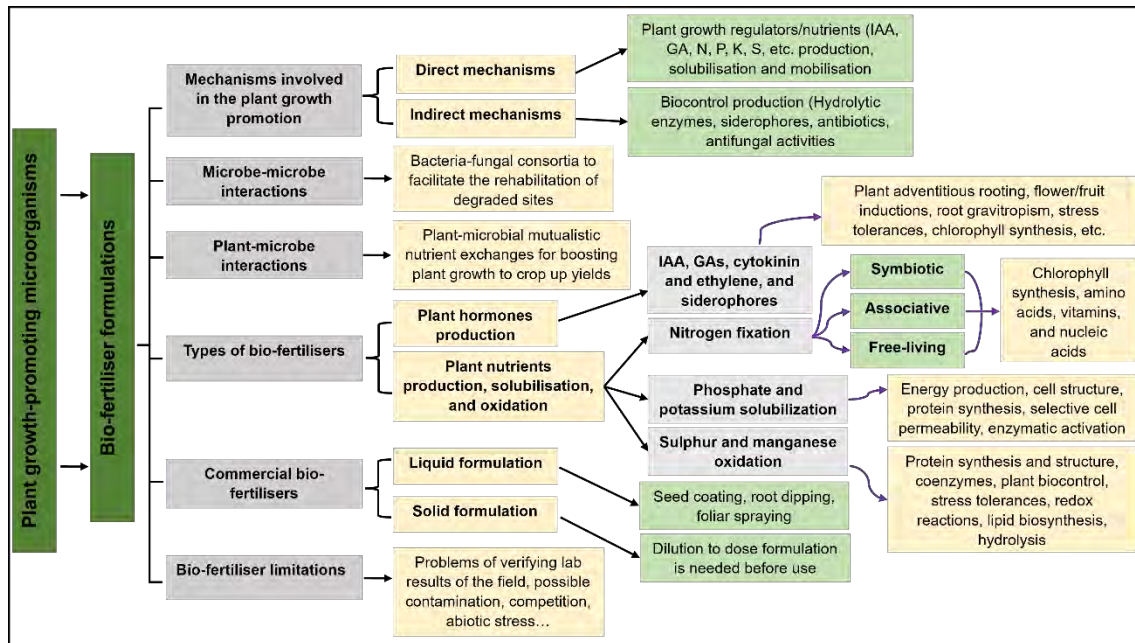 Plant growth-promoting microorganisms
Bio-fertiliser formulations
Mechanisms involved
in the plant growth
promotion
Direct mechanisms
Indirect mechanisms
Plant growth regulators/nutrients (IAA,
GA, N, P, K, S, etc. production,
solubilisation and mobilisation
Biocontrol production (Hydrolytic
enzymes, siderophores, antibiotics,
antifungal activities
Microbe-microbe
interactions
Bacteria-fungal consortia to
facilitate the rehabilitation of
degraded sites
Plant-microbe
interactions
Plant-microbial mutualistic
nutrient exchanges for boosting
plant growth to crop up yields
Types of bio-fertilisers
Plant hormones
production
Plant nutrients
production, solubilisation,
and oxidation
IAA, GAs, cytokinin
and ethylene, and
siderophores
Plant adventitious rooting, flower/fruit
inductions, root gravitropism, stress
tolerances, chlorophyll synthesis, etc.
Nitrogen fixation
Symbiotic
Associative
Free-living
Chlorophyll
synthesis, amino
acids, vitamins,
and nucleic
acids
Phosphate and
potassium solubilization
Energy production, cell structure,
protein synthesis, selective cell
permeability, enzymatic activation
Sulphur and manganese
oxidation
Protein synthesis and structure,
coenzymes, plant biocontrol,
stress tolerances, redox
reactions, lipid biosynthesis,
hydrolysis
Commercial bio-
fertilisers
Liquid formulation
Solid formulation
Seed coating, root dipping,
foliar spraying
Dilution to dose formulation
is needed before use
Bio-fertiliser limitations
Problems of verifying lab
results of the field, possible
contamination, competition,
abiotic stress...